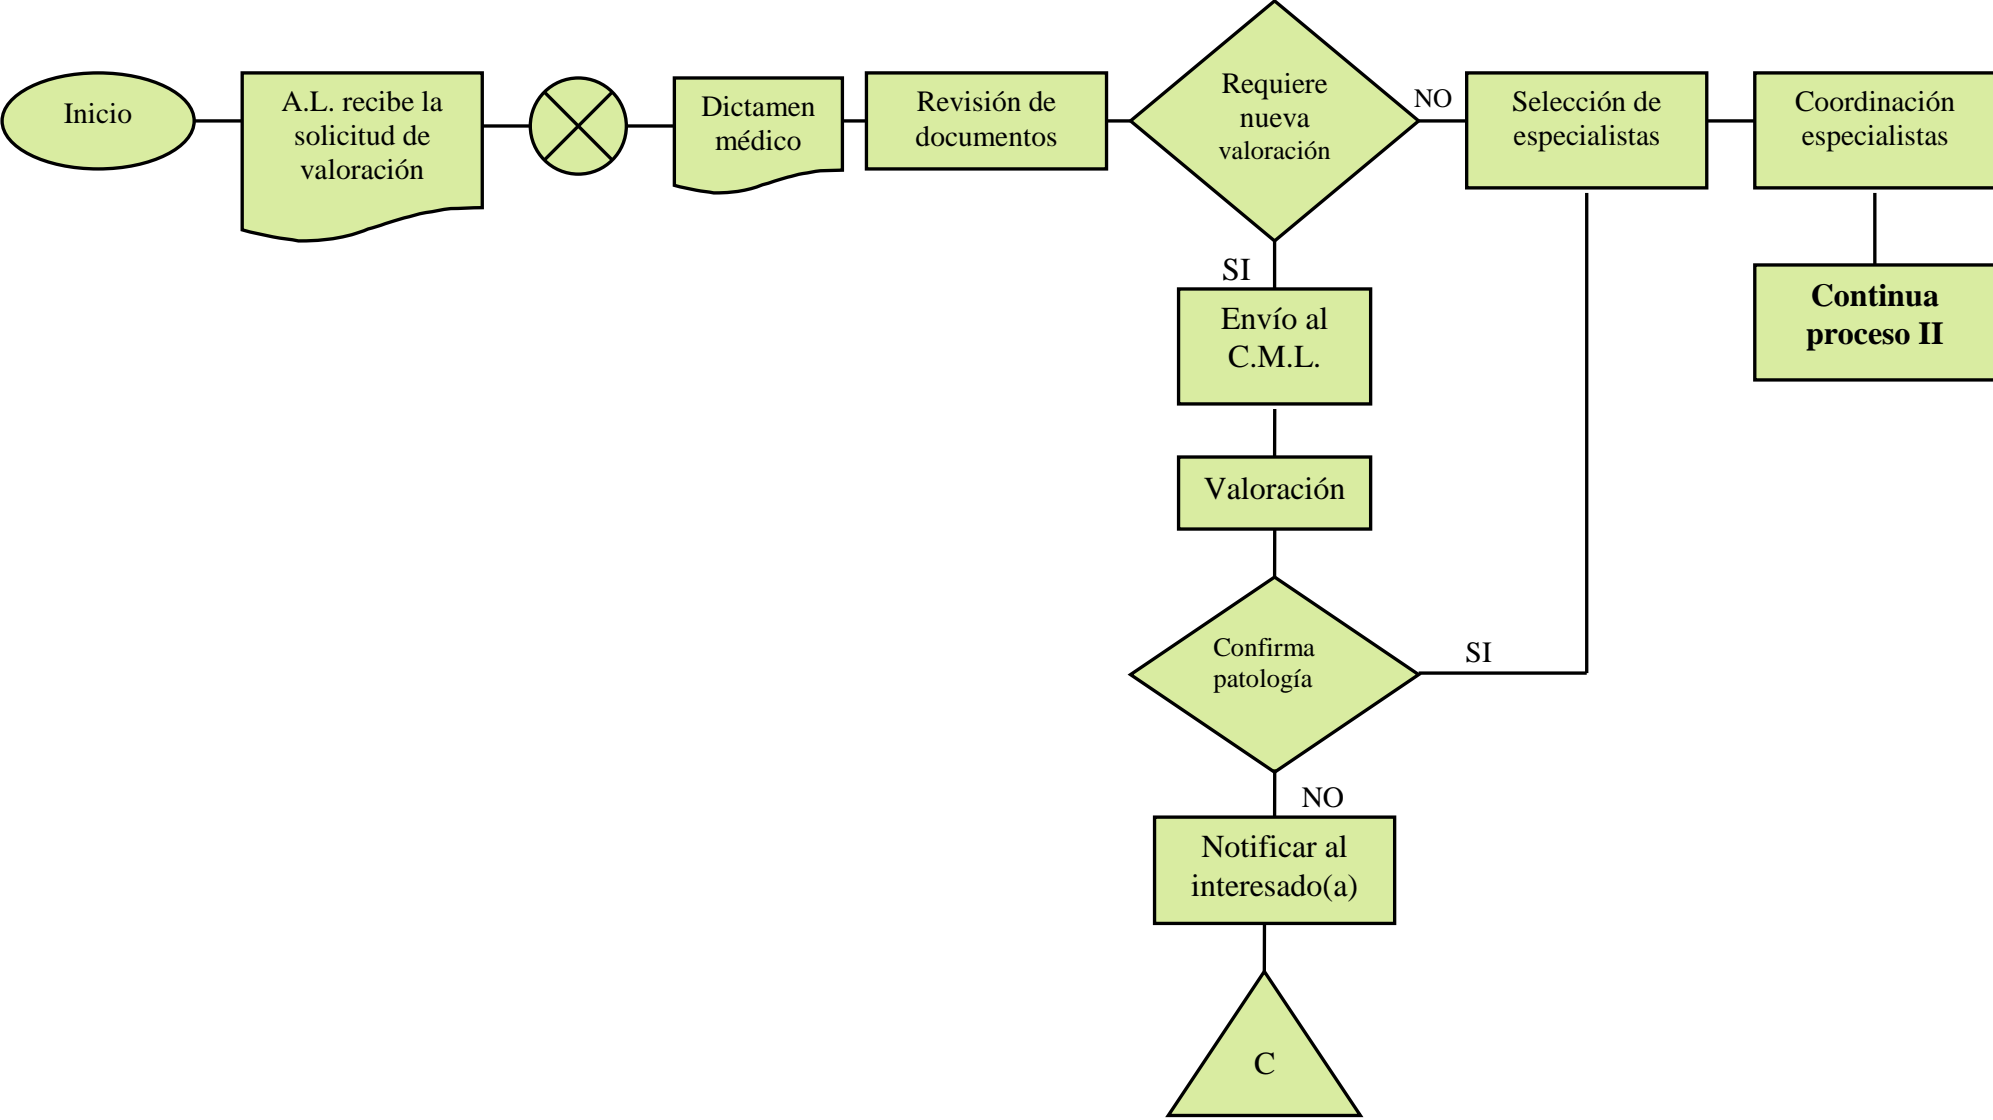 Inicio
A.L. recibe la
solicitud de
valoración
Dictamen
médico
Revisión de
documentos
Requiere
nueva
valoración
NO
Selección de
especialistas
Coordinación
especialistas
Continua
proceso II
SI
Envío al
C.M.L.
Valoración
Confirma
patología
SI
NO
Notificar al
interesado(a)
C